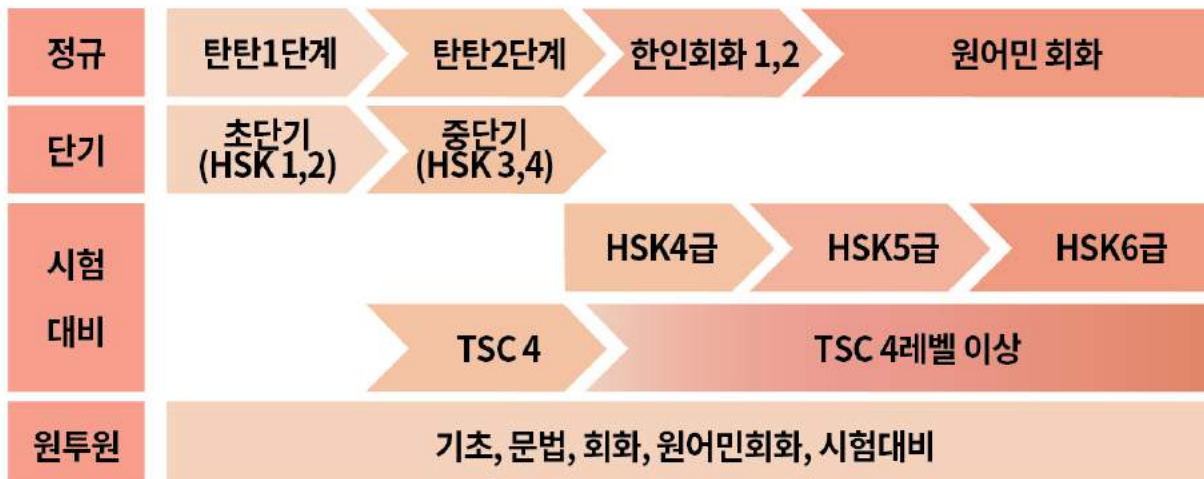 정규
탄탄1단계
탄탄2단계
한인회화 1,2
원어민 회화
단기
초단기
(HSK 1,2)
중단기
(HSK 3,4)
시험
대비
HSK4급
HSK5급
HSK6급
TSC 4
TSC 4레벨 이상
원투원
기초, 문법, 회화, 원어민회화, 시험대비